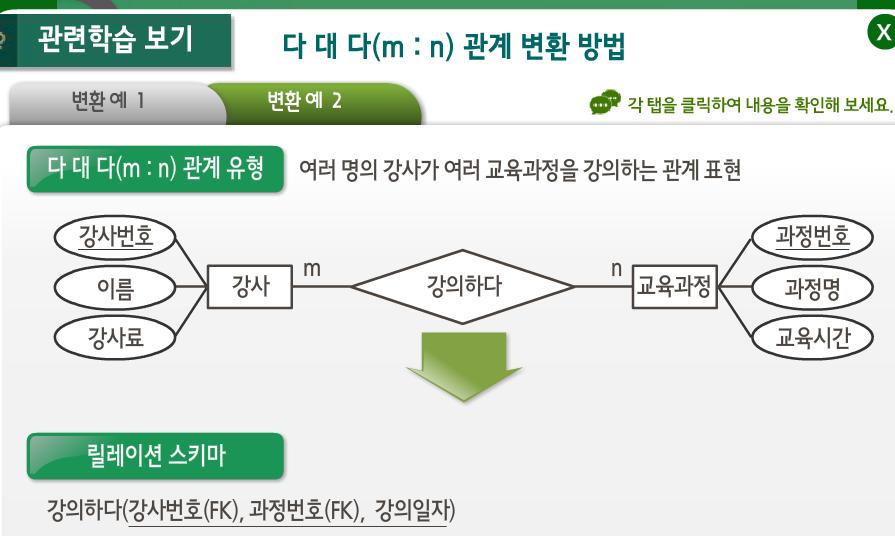 관련학습 보기
다 대 다(m : n) 관계 변환 방법
X
변환 예 1
변환 예 2
각 탭을 클릭하여 내용을 확인해 보세요.
다 대 다(m : n) 관계 유형
여러 명의 강사가 여러 교육과정을 강의하는 관계 표현
강사번호
이름
강사료
강사
m
강의하다
n
교육과정
과정번호
과정명
교육시간
릴레이션 스키마
강의하다(강사번호(FK), 과정번호(FK), 강의일자)